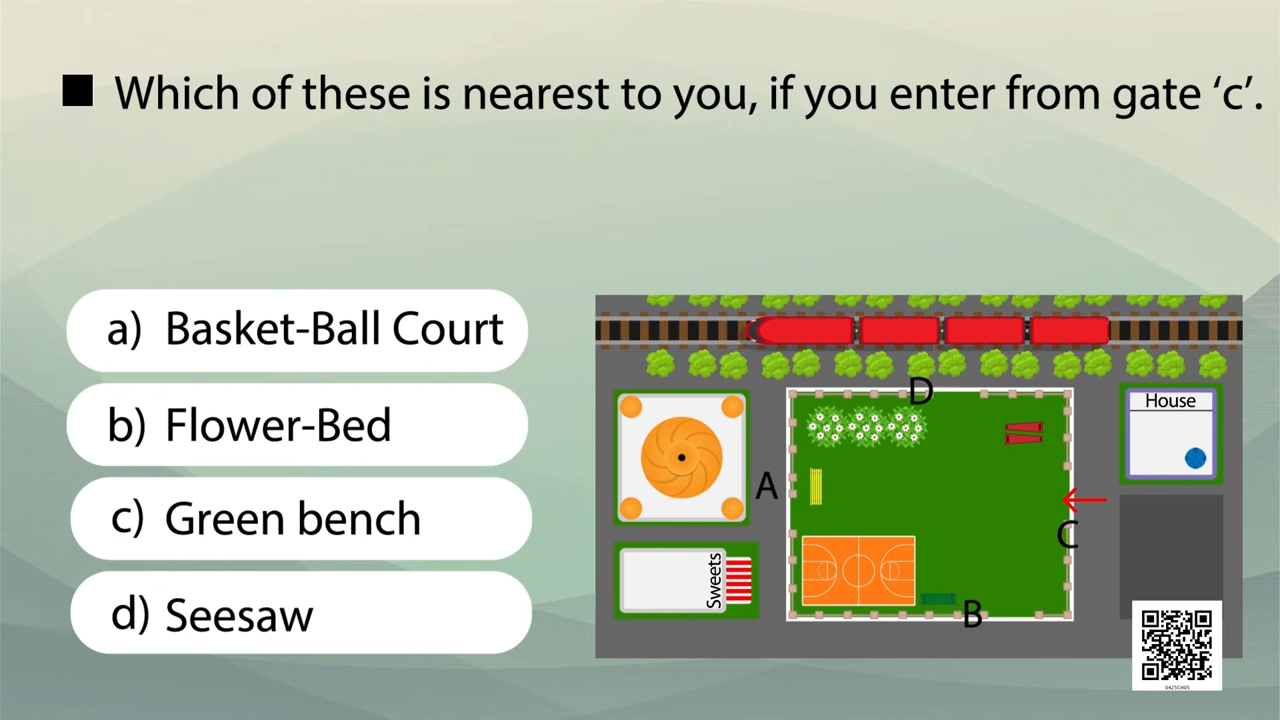 Which of these is nearest to you, if you enter from gate ‘c’.
a) Basket-Ball Court
b) Flower-Bed
c) Green bench
d) Seesaw
D
House
A
C
Sweets
B
0425CH05